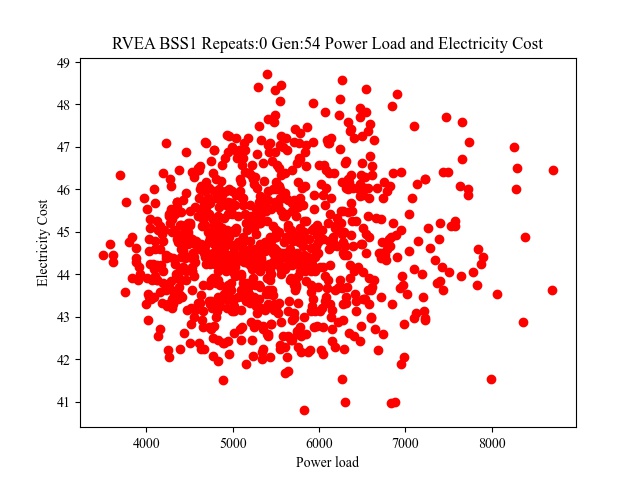 RVEA BSS1 Repeats:0 Gen:54 Power Load and Electricity Cost
49
48
47
46
45
44
43
42
41
Electricity Cost
4000 5000 6000 7000 8000
Power load